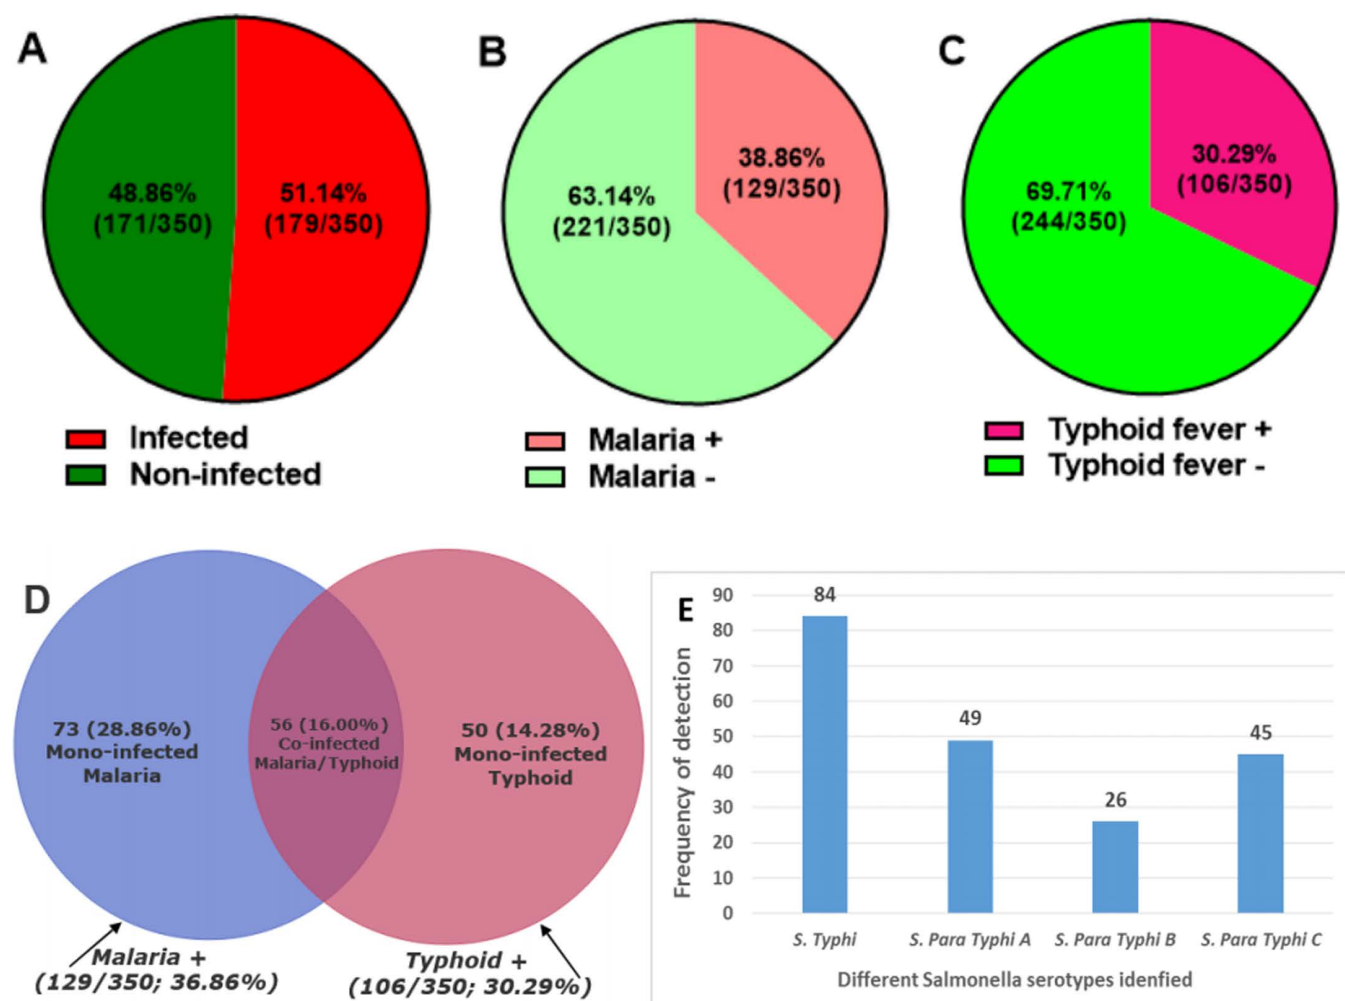 A
48.86%
(171/350)
51.14%
(179/350)
Infected
Non-infected
B
63.14%
(221/350)
38.86%
(129/350)
Malaria +
Malaria -
C
69.71%
(244/350)
30.29%
(106/350)
Typhoid fever +
Typhoid fever -
D
73 (28.86%)
Mono-infected
Malaria
56 (16.00%)
Co-infected
Malaria/Typhoid
50 (14.28%)
Mono-infected
Typhoid
Malaria +
(129/350; 36.86%)
Typhoid +
(106/350; 30.29%)
E
Frequency of detection
90
80
70
60
50
40
30
20
10
0
84
49
26
45
S. Typhi
S. Para Typhi A
S. Para Typhi B
S. Para Typhi C
Different Salmonella serotypes idenfied